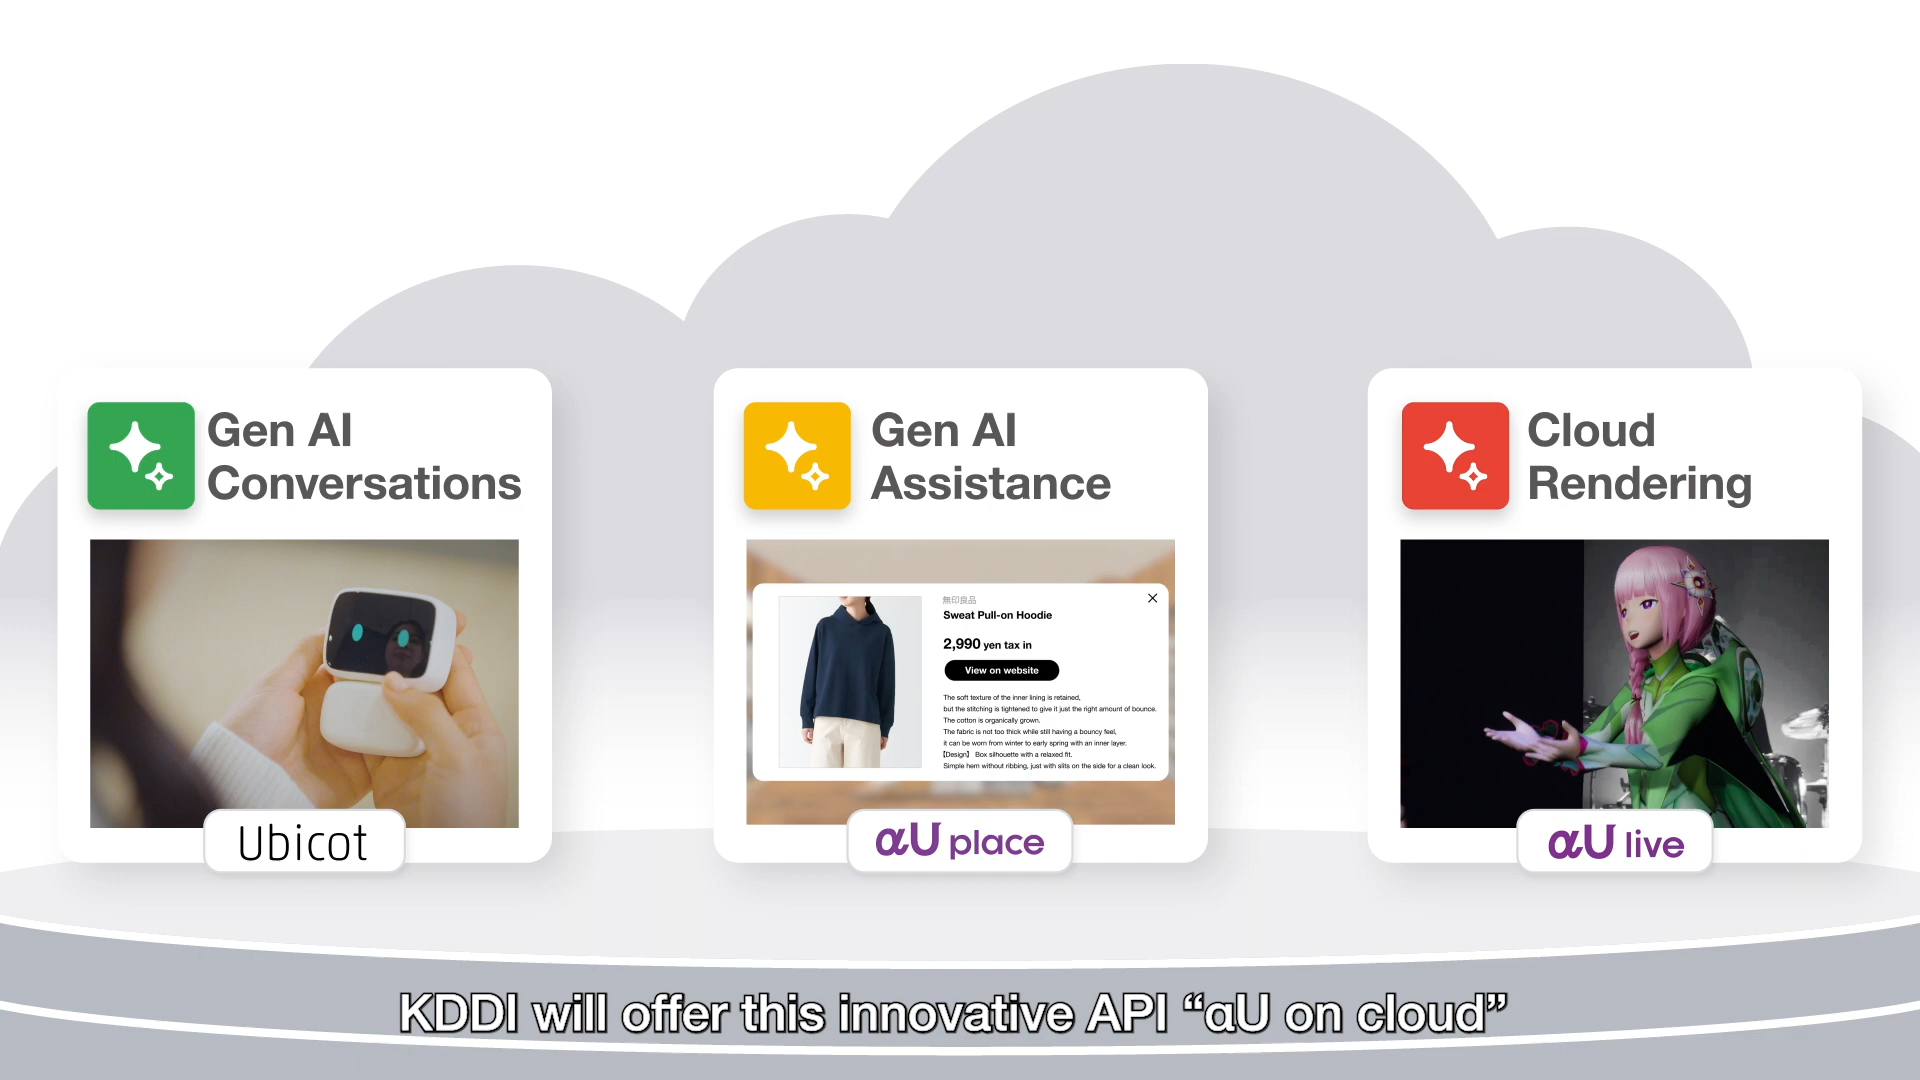 Gen AI
Conversations
Ubicot
Gen AI
Assistance
無印良品
Sweat Pull-on Hoodie
2,990 yen tax in
View on website
The soft texture of the inner lining is retained,
but the stitching is tightened to give it just the right amount of bounce.
The cotton is organically grown.
The fabric is not too thick while still having a bouncy feel,
it can be worn from winter to early spring with an inner layer.
【Design】 Box silhouette with a relaxed fit.
Simple hem without ribbing, just with slits on the side for a clean look.
αU place
Cloud
Rendering
αU live
KDDI will offer this innovative API “αU on cloud”